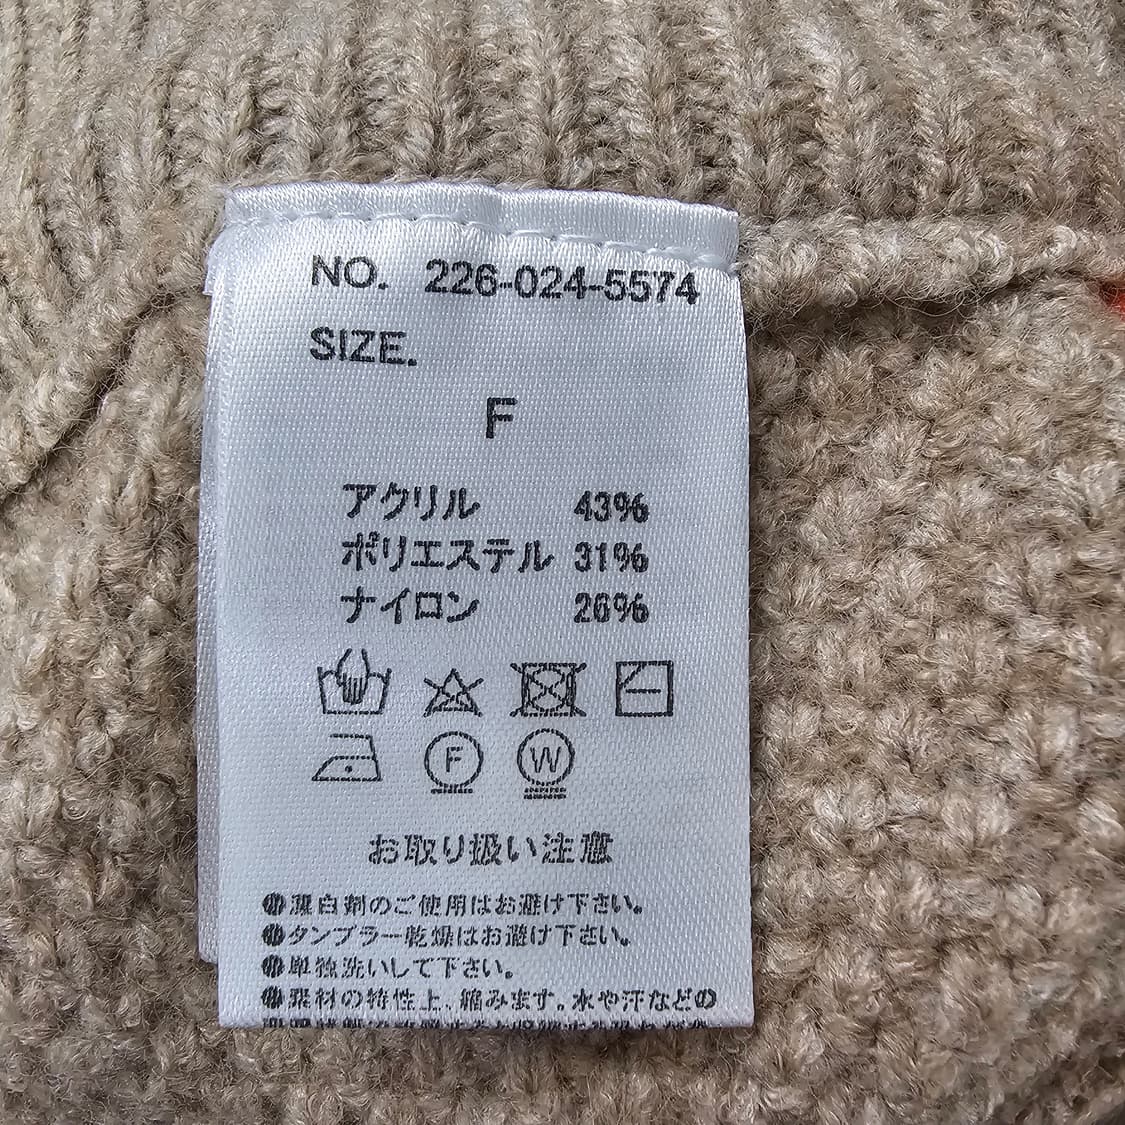 NO. 226-024-5574
SIZE.
F
アクリル 43%
ポリエステル 31%
ナイロン 26%
F W
お取り扱い注意
●漂白剤のご使用はお避け下さい。
●タンブラー乾燥はお避け下さい。
●単独洗いして下さい。
●素材の特性上、縮みます。水や汗などの